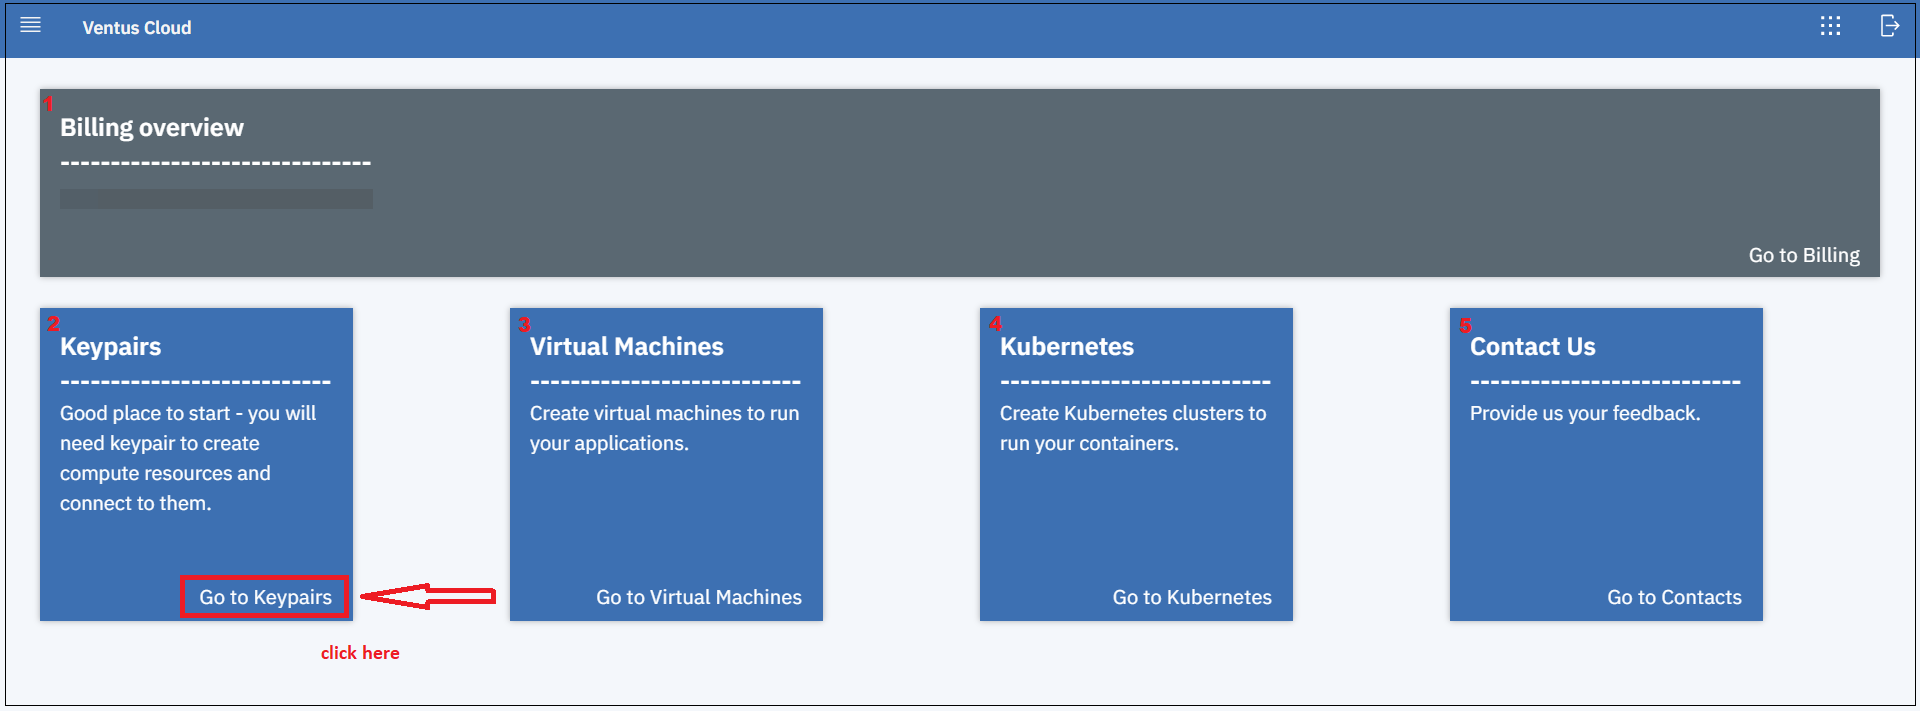 Ventus Cloud
1
Billing overview
-------------------------------
Go to Billing
2
Keypairs
---------------------------
Good place to start - you will
need keypair to create
compute resources and
connect to them.
Go to Keypairs
click here
3
Virtual Machines
---------------------------
Create virtual machines to run
your applications.
Go to Virtual Machines
4
Kubernetes
---------------------------
Create Kubernetes clusters to
run your containers.
Go to Kubernetes
5
Contact Us
---------------------------
Provide us your feedback.
Go to Contacts